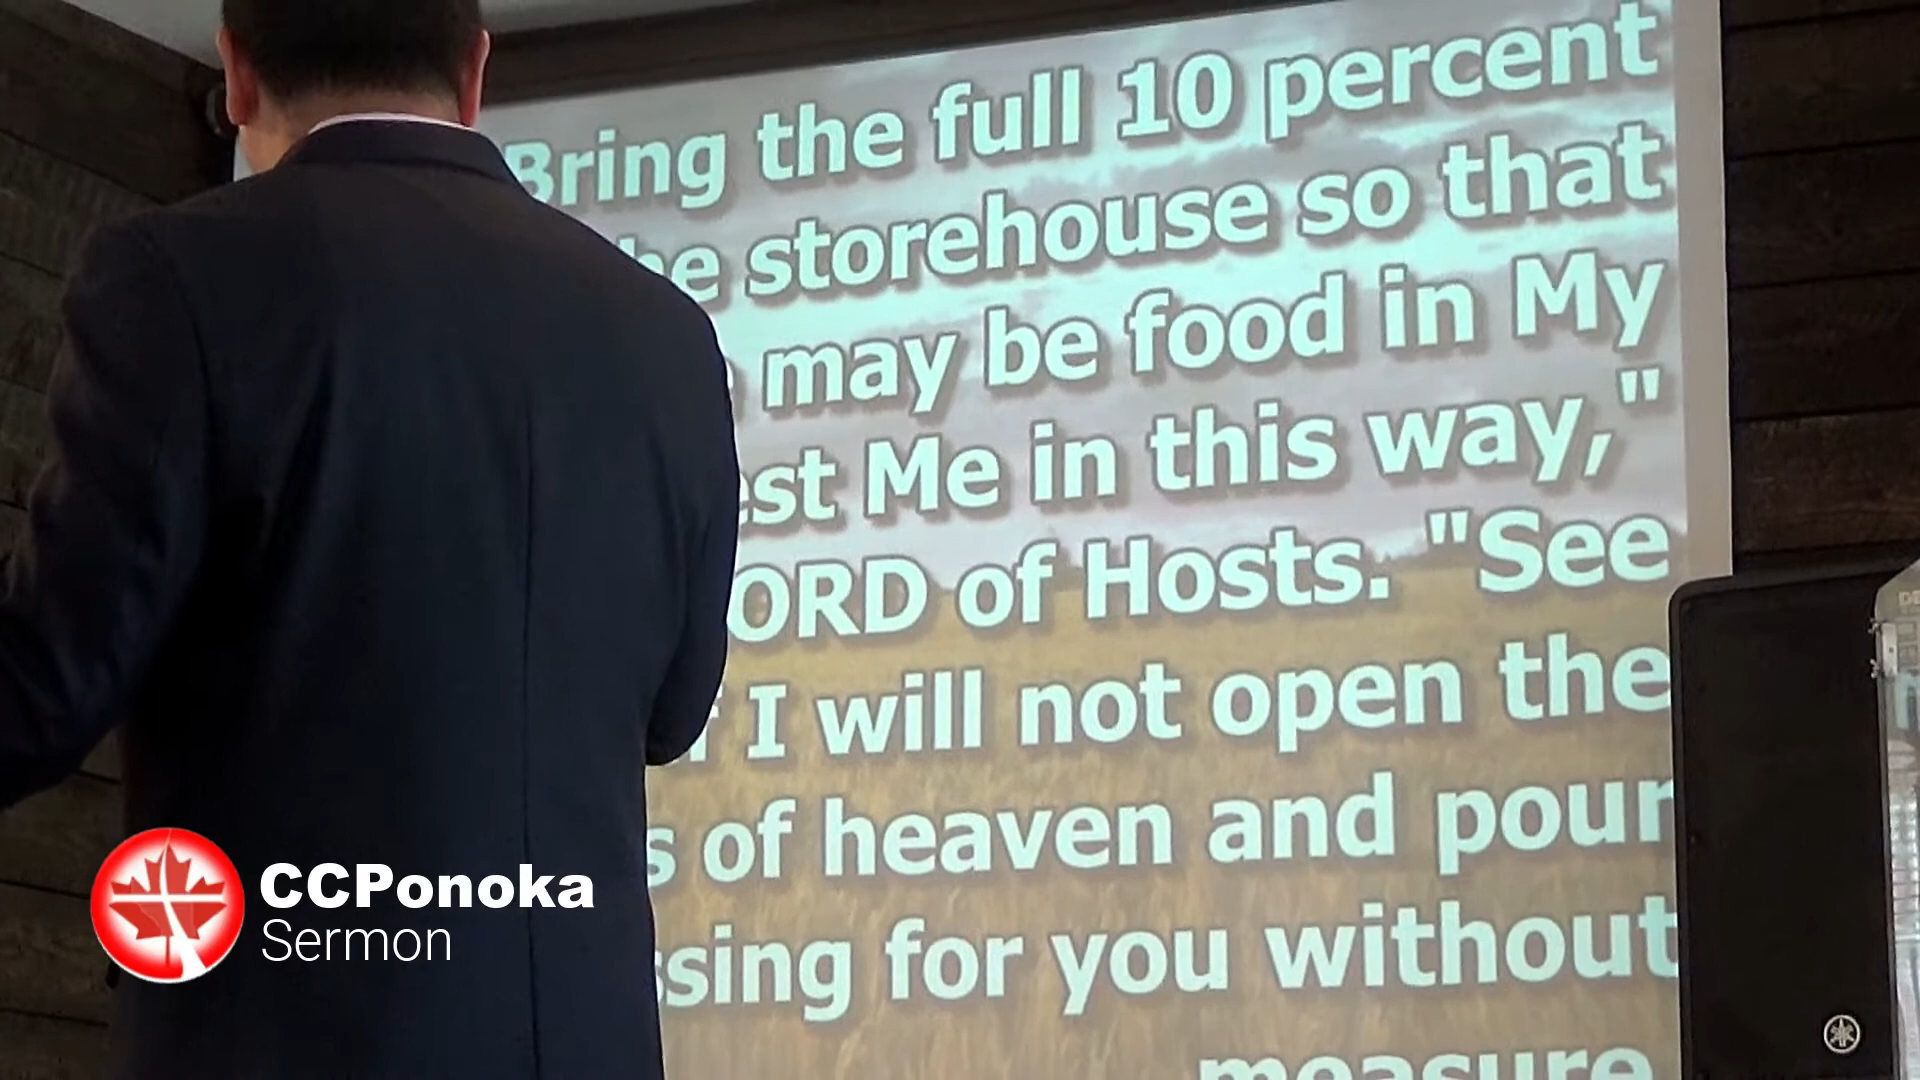 Bring the full 10 percent
storehouse so that
may be food in My
Me in this way,"
of Hosts. "See
I will not open the
of heaven and pour
for you without
measure
CCPonoka
Sermon